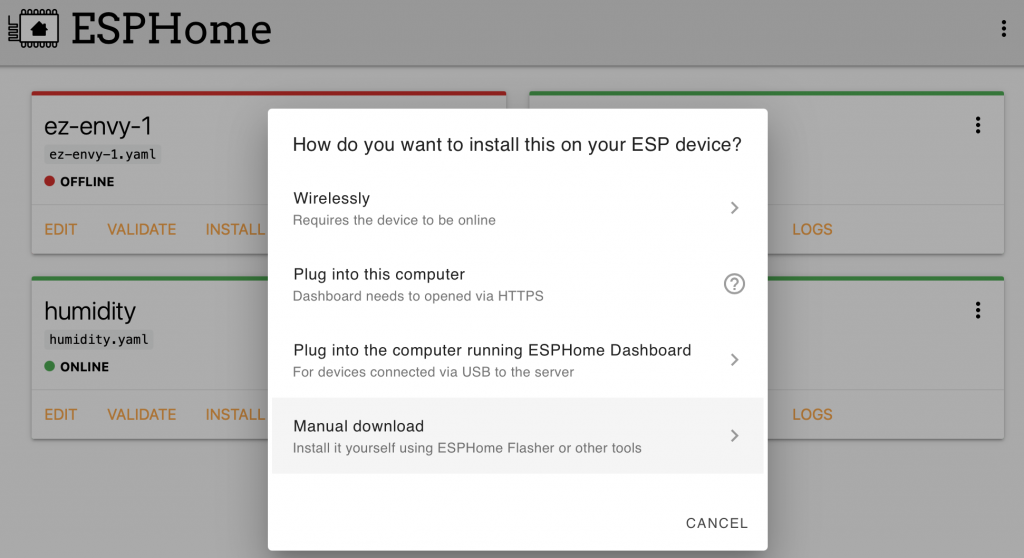 ESPHome
ez-envy-1
ez-envy-1.yaml
OFFLINE
EDIT VALIDATE INSTALL
LOGS
humidity
humidity.yaml
ONLINE
EDIT VALIDATE INSTALL
LOGS
How do you want to install this on your ESP device?
Wirelessly
Requires the device to be online
Plug into this computer
Dashboard needs to opened via HTTPS
Plug into the computer running ESPHome Dashboard
For devices connected via USB to the server
Manual download
Install it yourself using ESPHome Flasher or other tools
CANCEL